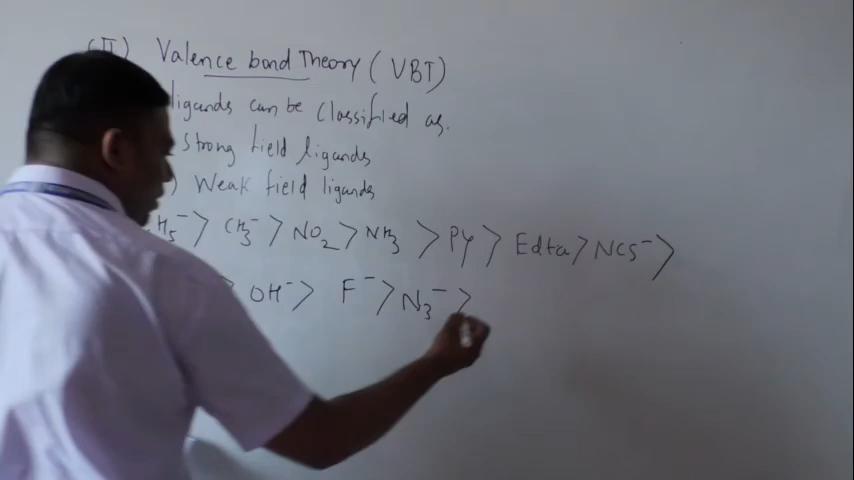 (II) Valence bond Theory (VBT)
ligands can be classified as.
Strong field ligands
) Weak field ligands
H5⁻ > CH3⁻ > NO2 > NH3 > Py > Edta > NCS⁻ >
> OH⁻ > F⁻ > N3⁻ >